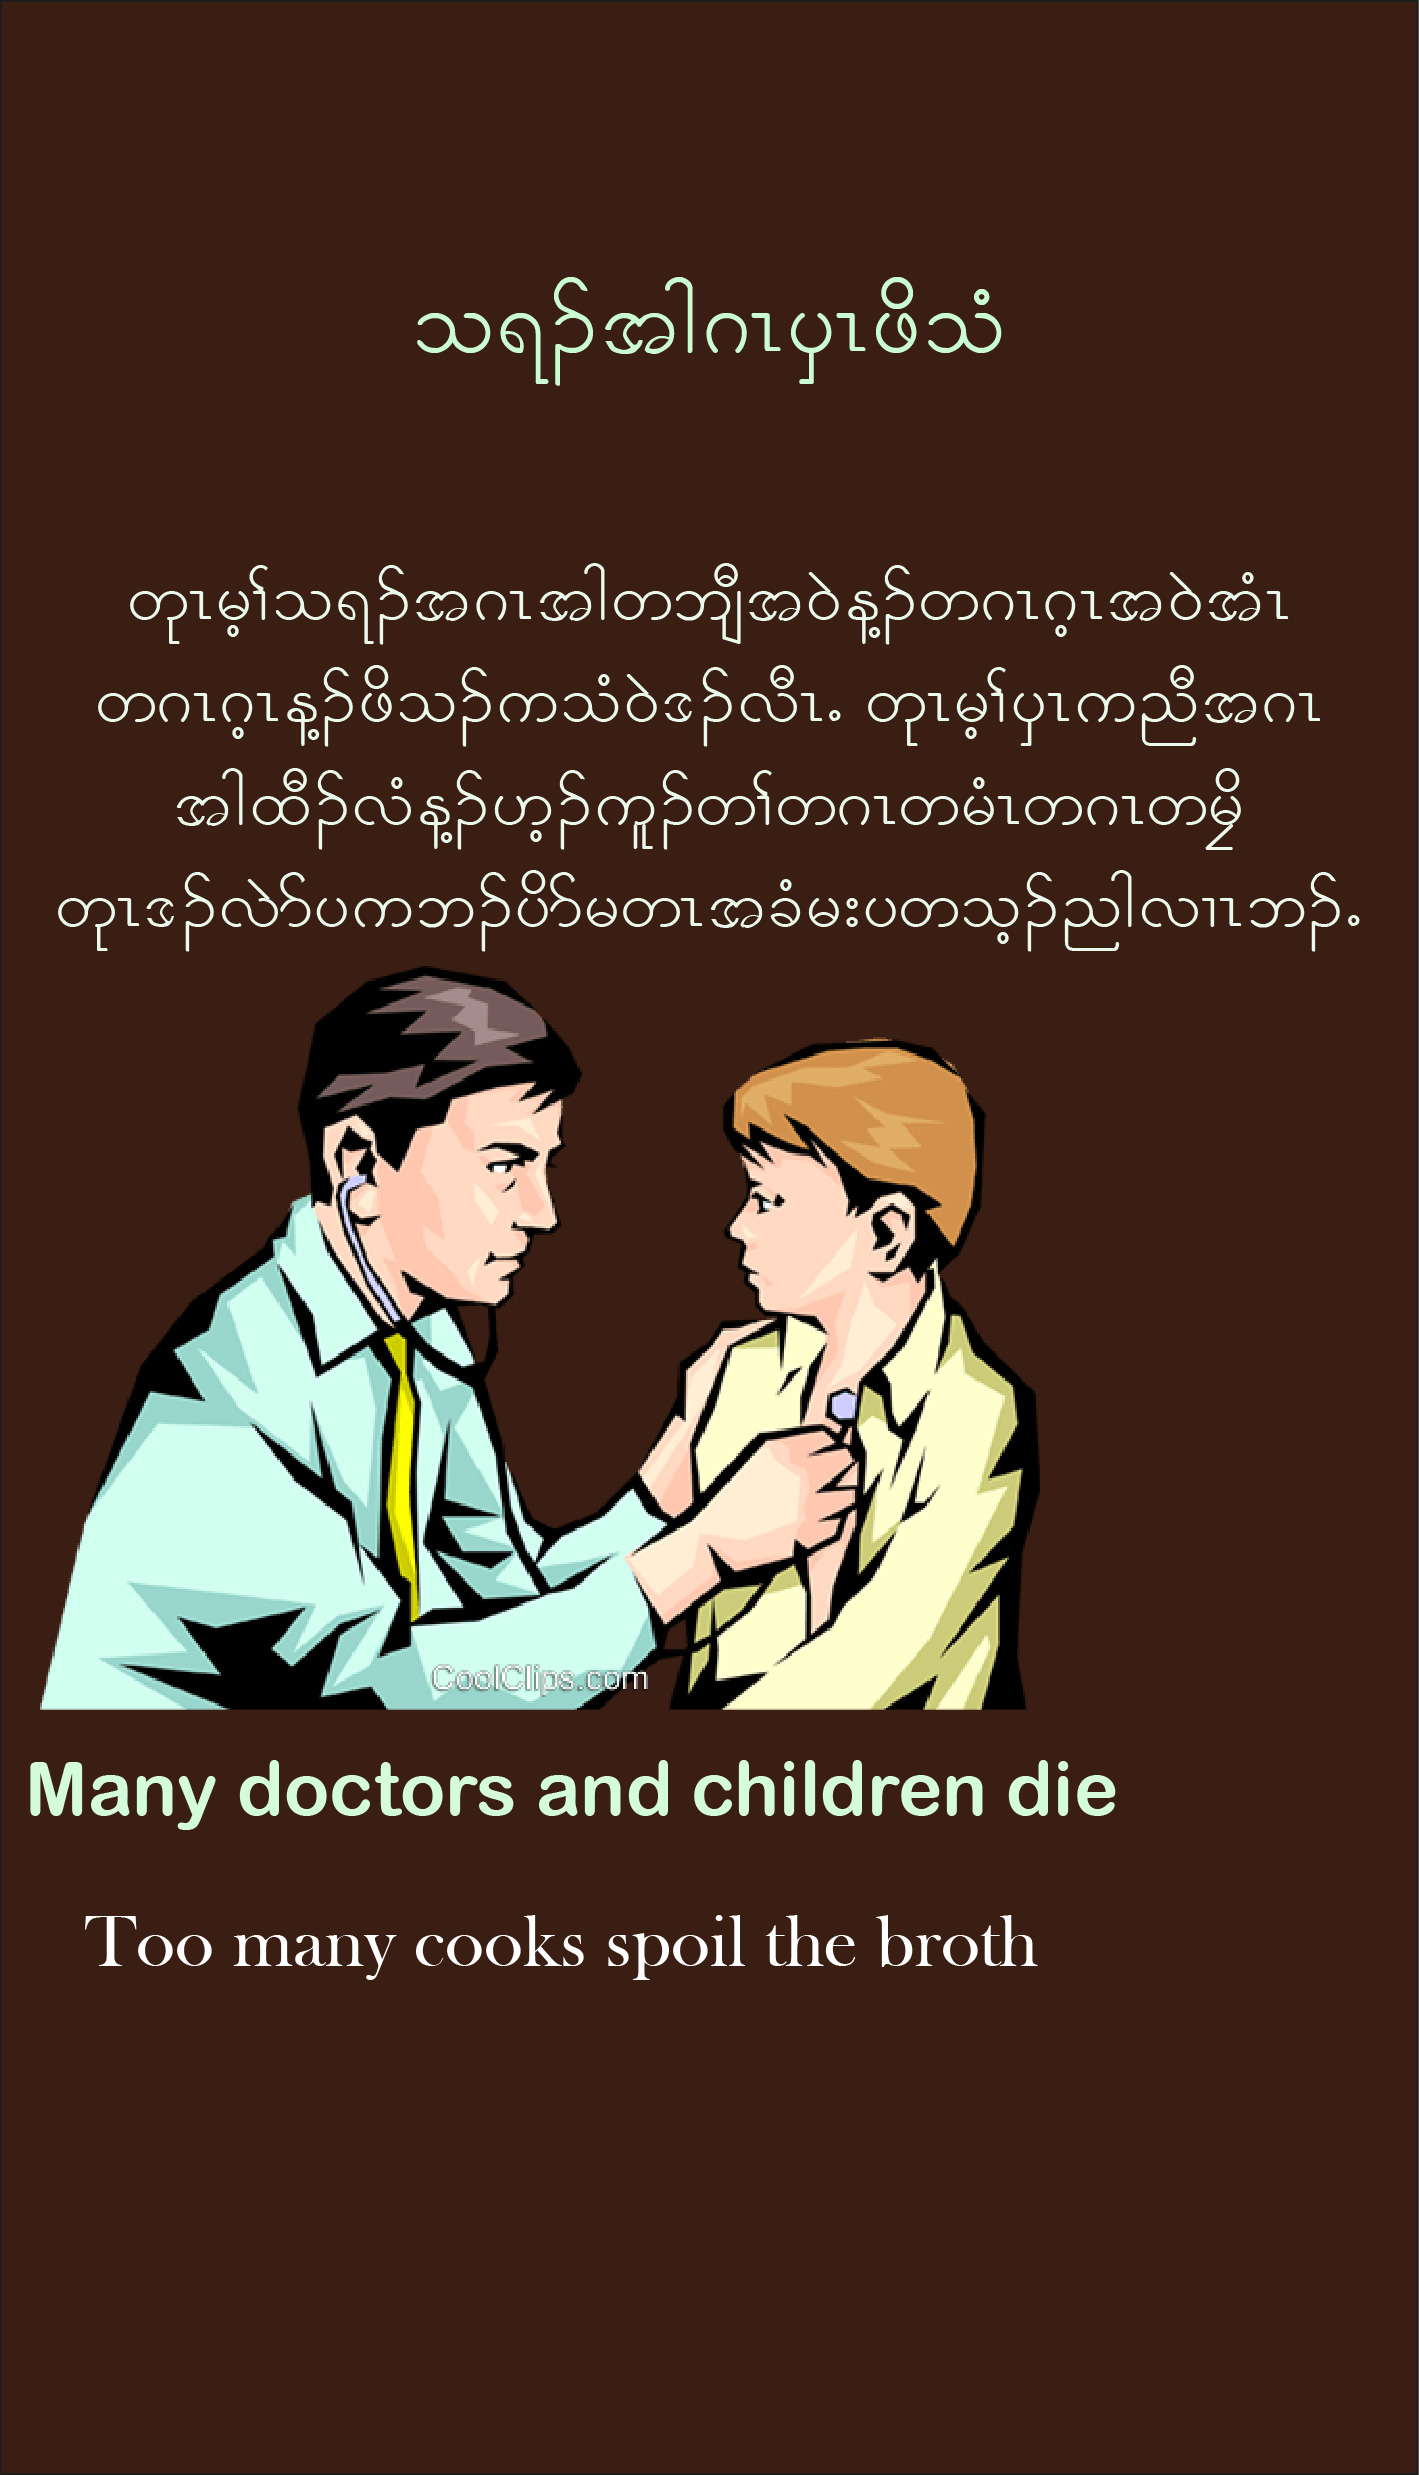 သရၣ်အါဂၤပှၤဖိသံ
တုၤမ့ၢ်သရၣ်အဂၤအါတဘျီအဝဲန့ၣ်တဂၤဂ့ၤအဝဲအံၤ
တဂၤဂ့ၤန့ၣ်ဖိသၣ်ကသံဝဲဒၣ်လီၤ. တုၤမ့ၢ်ပှၤကညီအဂၤ
အါထီၣ်လံန့ၣ်ဟ့ၣ်ကူၣ်တၢ်တဂၤတမံၤတဂၤတမၠိ
တုၤဒၣ်လဲာ်ပကဘၣ်ပိာ်မတၤအခံမးပတသ့ၣ်ညါလၢၤဘၣ်.
CoolClips.com
Many doctors and children die
Too many cooks spoil the broth